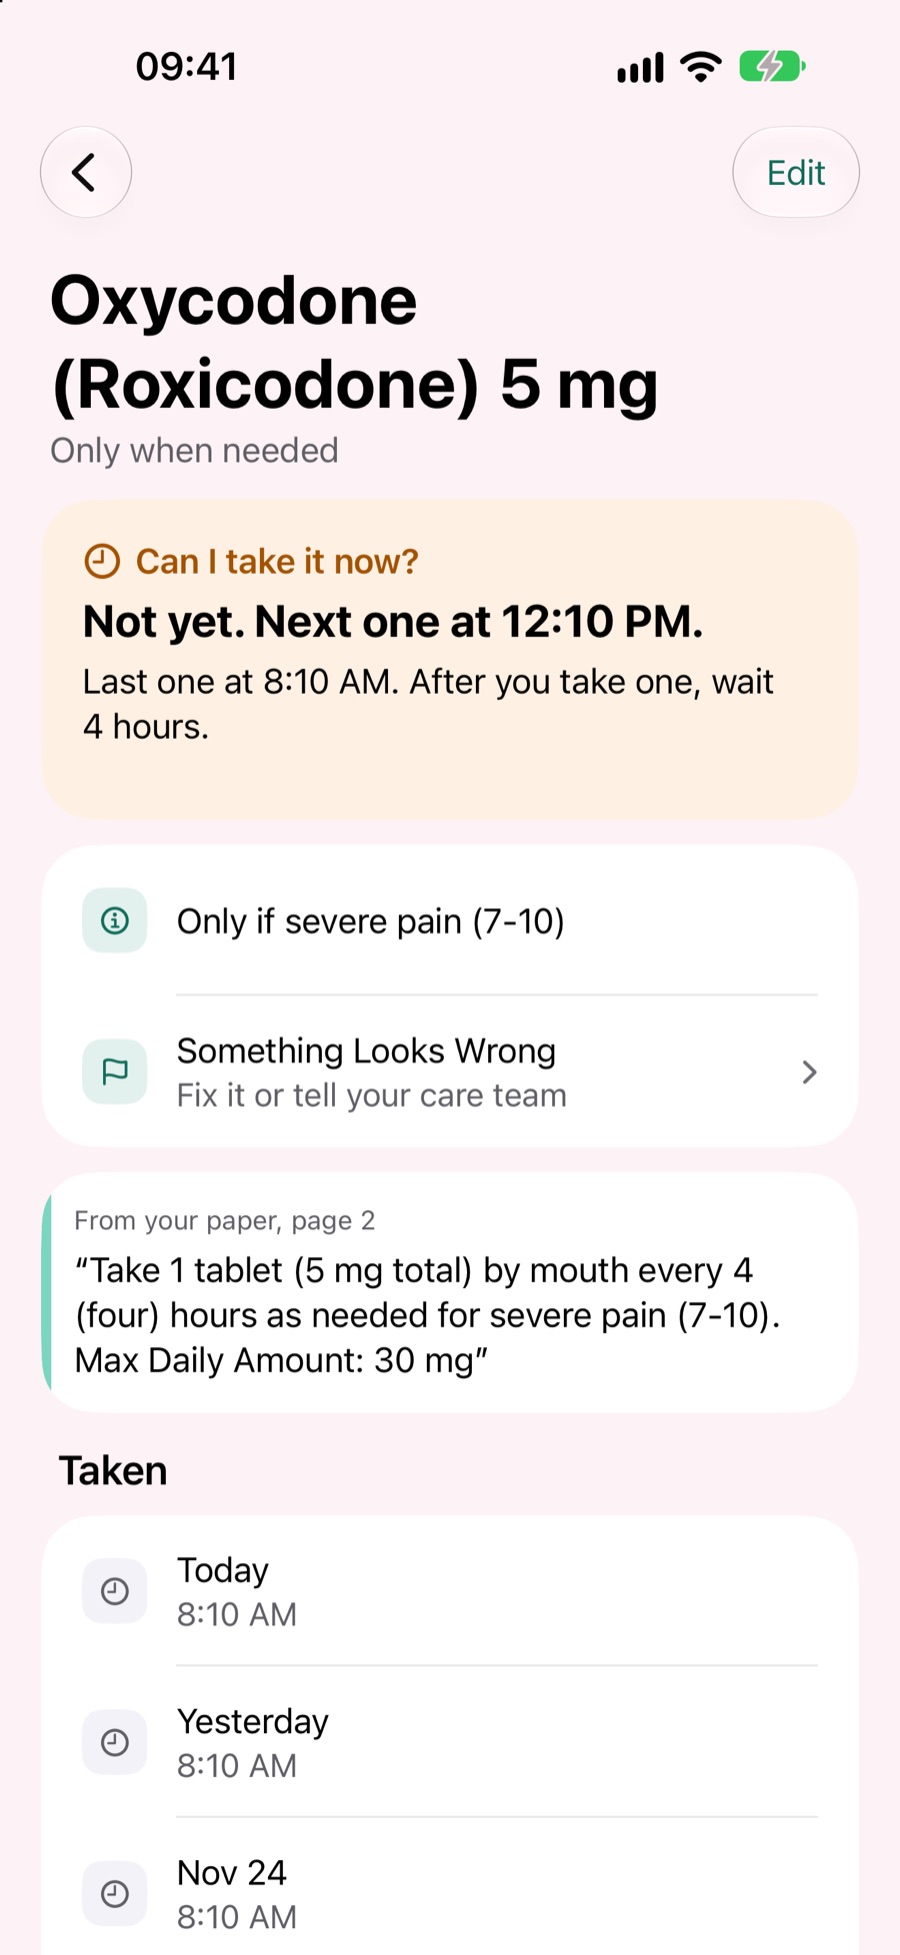 09:41
Edit
Oxycodone
(Roxicodone) 5 mg
Only when needed
Can I take it now?
Not yet. Next one at 12:10 PM.
Last one at 8:10 AM. After you take one, wait
4 hours.
Only if severe pain (7-10)
Something Looks Wrong
Fix it or tell your care team
From your paper, page 2
“Take 1 tablet (5 mg total) by mouth every 4
(four) hours as needed for severe pain (7-10).
Max Daily Amount: 30 mg”
Taken
Today
8:10 AM
Yesterday
8:10 AM
Nov 24
8:10 AM